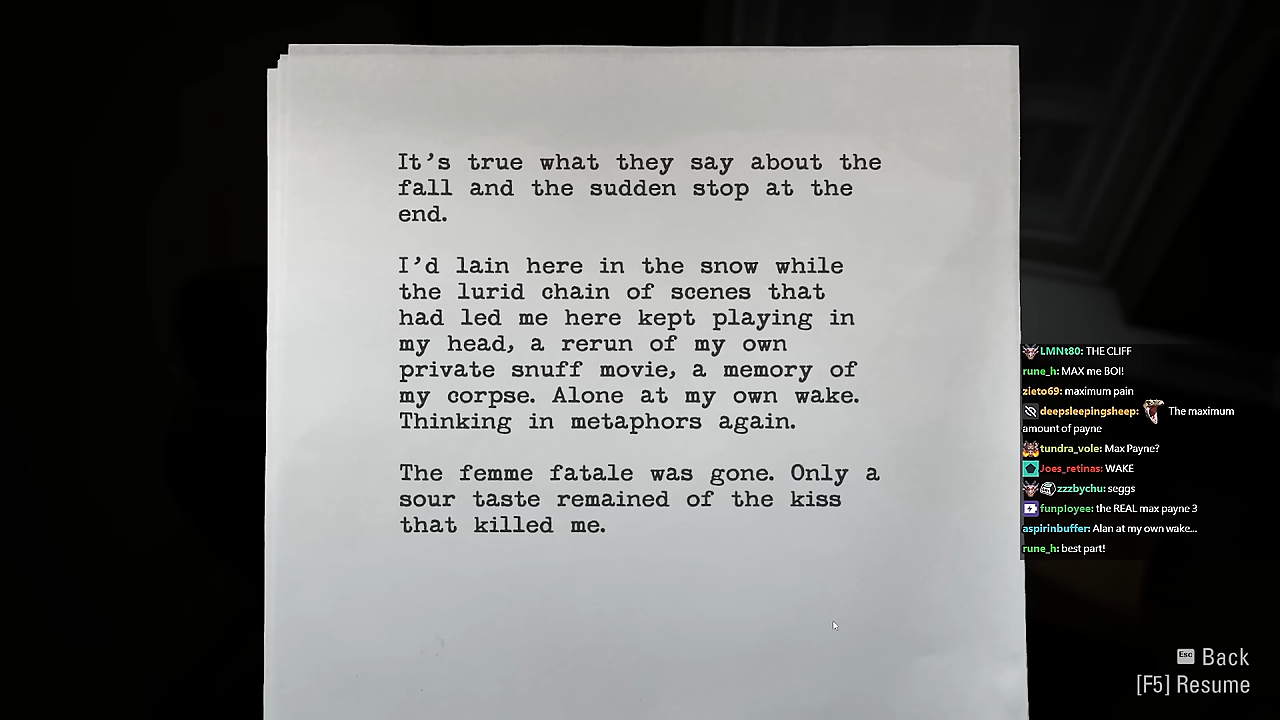 It's true what they say about the
fall and the sudden stop at the
end.
I'd lain here in the snow while
the lurid chain of scenes that
had led me here kept playing in
my head, a rerun of my own
private snuff movie, a memory of
my corpse. Alone at my own wake.
Thinking in metaphors again.
The femme fatale was gone. Only a
sour taste remained of the kiss
that killed me.
LMNt80: THE CLIFF
rune_h: MAX me BOI!
zieto69: maximum pain
deepsleepingsheep: The maximum
amount of payne
tundra_vole: Max Payne?
Joes_retinas: WAKE
zzzbychu: seggs
funployee: the REAL max payne 3
aspirinbuffer: Alan at my own wake...
rune_h: best part!
Esc Back
[F5] Resume